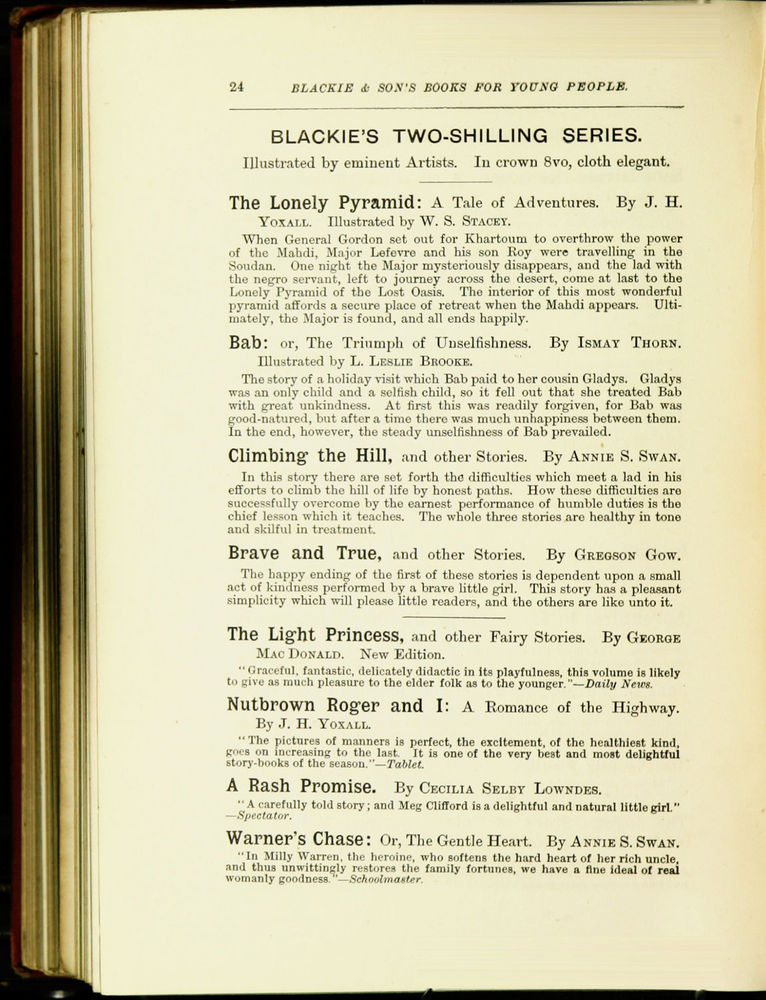 24 BLACKIE & SON'S BOOKS FOR YOUNG PEOPLE.
BLACKIE'S TWO-SHILLING SERIES.
Illustrated by eminent Artists. In crown 8vo, cloth elegant.
The Lonely Pyramid: A Tale of Adventures. By J. H.
YOXALL. Illustrated by W. S. STACEY.
When General Gordon set out for Khartoum to overthrow the power
of the Mahdi, Major Lefevre and his son Roy were travelling in the
Soudan. One night the Major mysteriously disappears, and the lad with
the negro servant, left to journey across the desert, come at last to the
Lonely Pyramid of the Lost Oasis. The interior of this most wonderful
pyramid affords a secure place of retreat when the Mahdi appears. Ulti-
mately, the Major is found, and all ends happily.
Bab: or, The Triumph of Unselfishness. By ISMAY THORN.
Illustrated by L. LESLIE BROOKE.
The story of a holiday visit which Bab paid to her cousin Gladys. Gladys
was an only child and a selfish child, so it fell out that she treated Bab
with great unkindness. At first this was readily forgiven, for Bab was
good-natured, but after a time there was much unhappiness between them.
In the end, however, the steady unselfishness of Bab prevailed.
Climbing the Hill, and other Stories. By ANNIE S. SWAN.
In this story there are set forth the difficulties which meet a lad in his
efforts to climb the hill of life by honest paths. How these difficulties are
successfully overcome by the earnest performance of humble duties is the
chief lesson which it teaches. The whole three stories are healthy in tone
and skilful in treatment.
Brave and True, and other Stories. By GREGSON GOW.
The happy ending of the first of these stories is dependent upon a small
act of kindness performed by a brave little girl. This story has a pleasant
simplicity which will please little readers, and the others are like unto it.
The Light Princess, and other Fairy Stories. By GEORGE
MAC DONALD. New Edition.
"Graceful, fantastic, delicately didactic in its playfulness, this volume is likely
to give as much pleasure to the elder folk as to the younger."—Daily News.
Nutbrown Roger and I: A Romance of the Highway.
By J. H. YOXALL.
"The pictures of manners is perfect, the excitement, of the healthiest kind,
goes on increasing to the last. It is one of the very best and most delightful
story-books of the season."—Tablet.
A Rash Promise. By CECILIA SELBY LOWNDES.
"A carefully told story; and Meg Clifford is a delightful and natural little girl."
—Spectator.
Warner's Chase: Or, The Gentle Heart. By ANNIE S. SWAN.
"In Milly Warren, the heroine, who softens the hard heart of her rich uncle,
and thus unwittingly restores the family fortunes, we have a fine ideal of real
womanly goodness."—Schoolmaster.